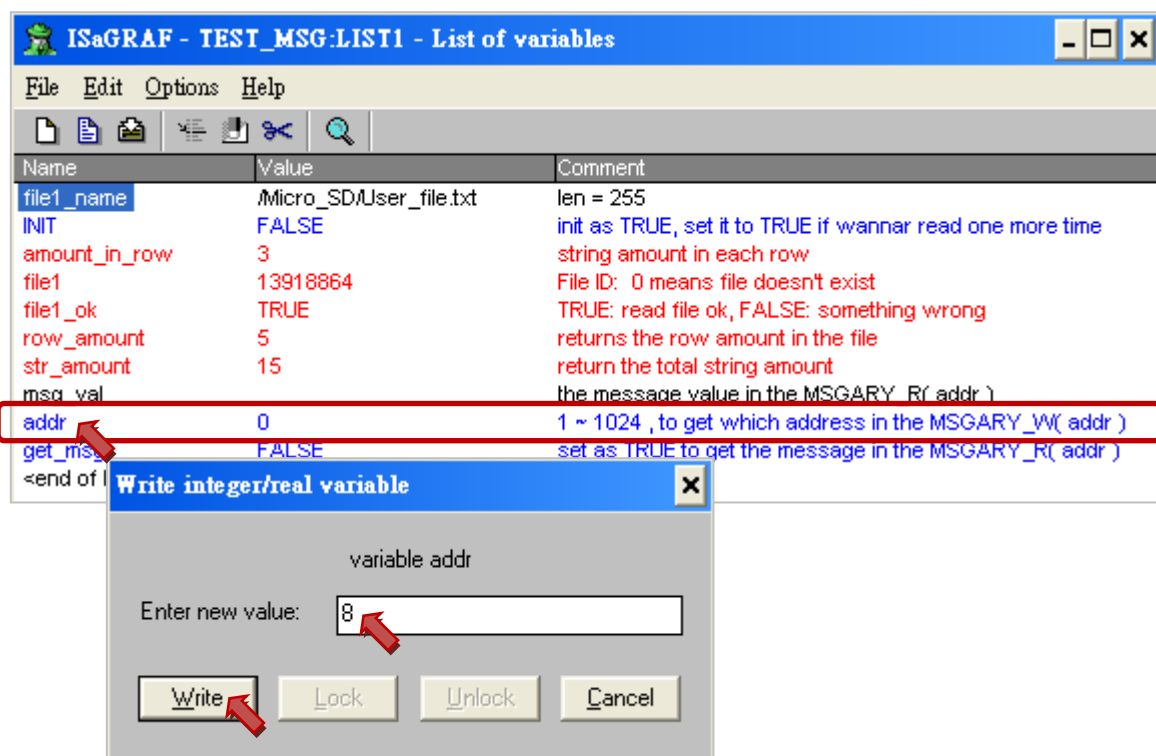 ISaGRAF - TEST_MSG:LIST1 - List of variables
File Edit Options Help
Name Value Comment
file1_name /Micro_SD/User_file.txt len = 255
INIT FALSE init as TRUE, set it to TRUE if wannar read one more time
amount_in_row 3 string amount in each row
file1 13918864 File ID: 0 means file doesn't exist
file1_ok TRUE TRUE: read file ok, FALSE: something wrong
row_amount 5 returns the row amount in the file
str_amount 15 return the total string amount
msg_val the message value in the MSGARY_R( addr )
addr 0 1 ~ 1024 , to get which address in the MSGARY_W( addr )
get_msg FALSE set as TRUE to get the message in the MSGARY_R( addr )
<end of
Write integer/real variable
variable addr
Enter new value: 8
Write Lock Unlock Cancel